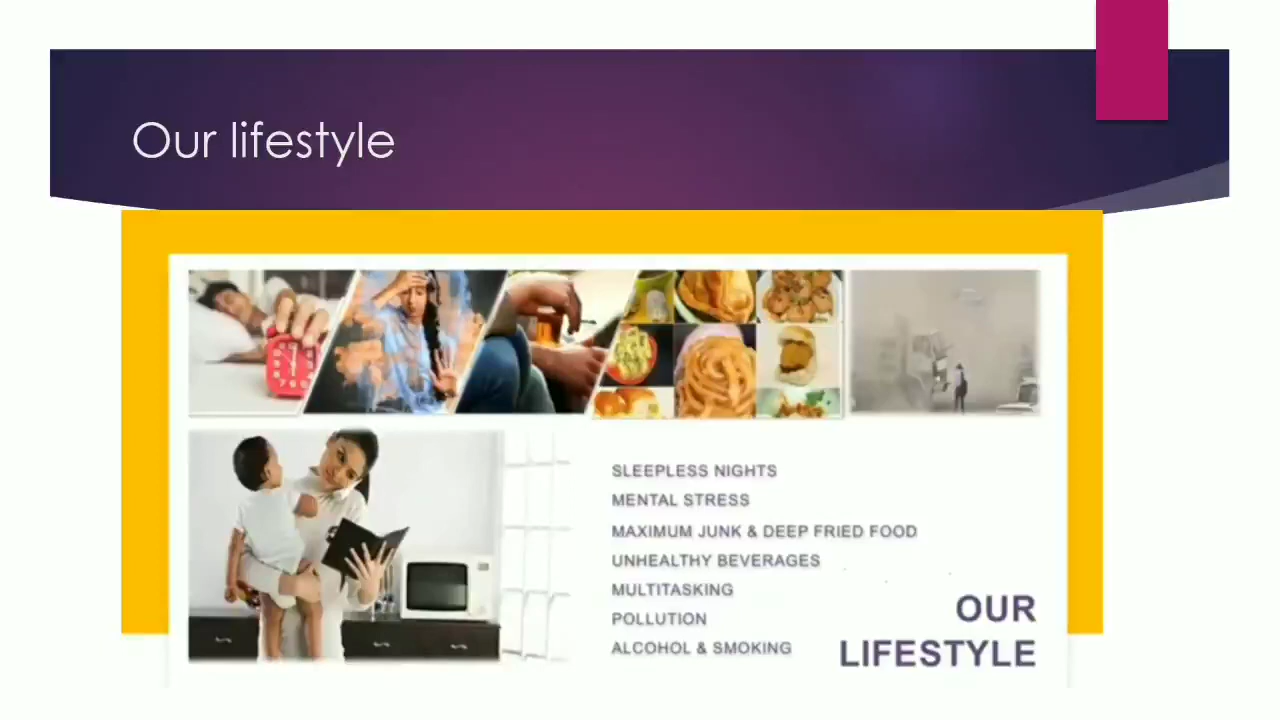 Our lifestyle
SLEEPLESS NIGHTS
MENTAL STRESS
MAXIMUM JUNK & DEEP FRIED FOOD
UNHEALTHY BEVERAGES
MULTITASKING
POLLUTION
ALCOHOL & SMOKING
OUR
LIFESTYLE